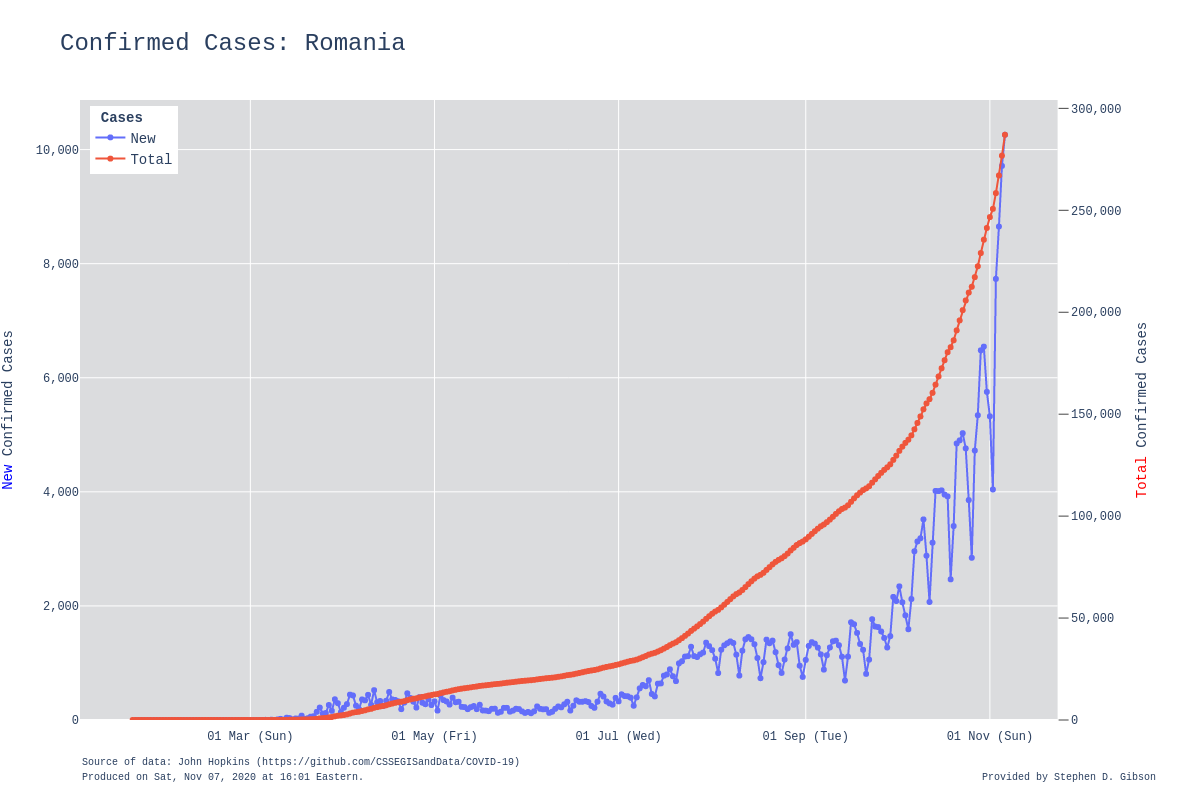 Confirmed Cases: Romania
Cases
New
Total
10,000
8,000
6,000
4,000
2,000
0
New Confirmed Cases
300,000
250,000
200,000
150,000
100,000
50,000
0
Total Confirmed Cases
01 Mar (Sun)
01 May (Fri)
01 Jul (Wed)
01 Sep (Tue)
01 Nov (Sun)
Source of data: John Hopkins (https://github.com/CSSEGISandData/COVID-19)
Produced on Sat, Nov 07, 2020 at 16:01 Eastern.
Provided by Stephen D. Gibson